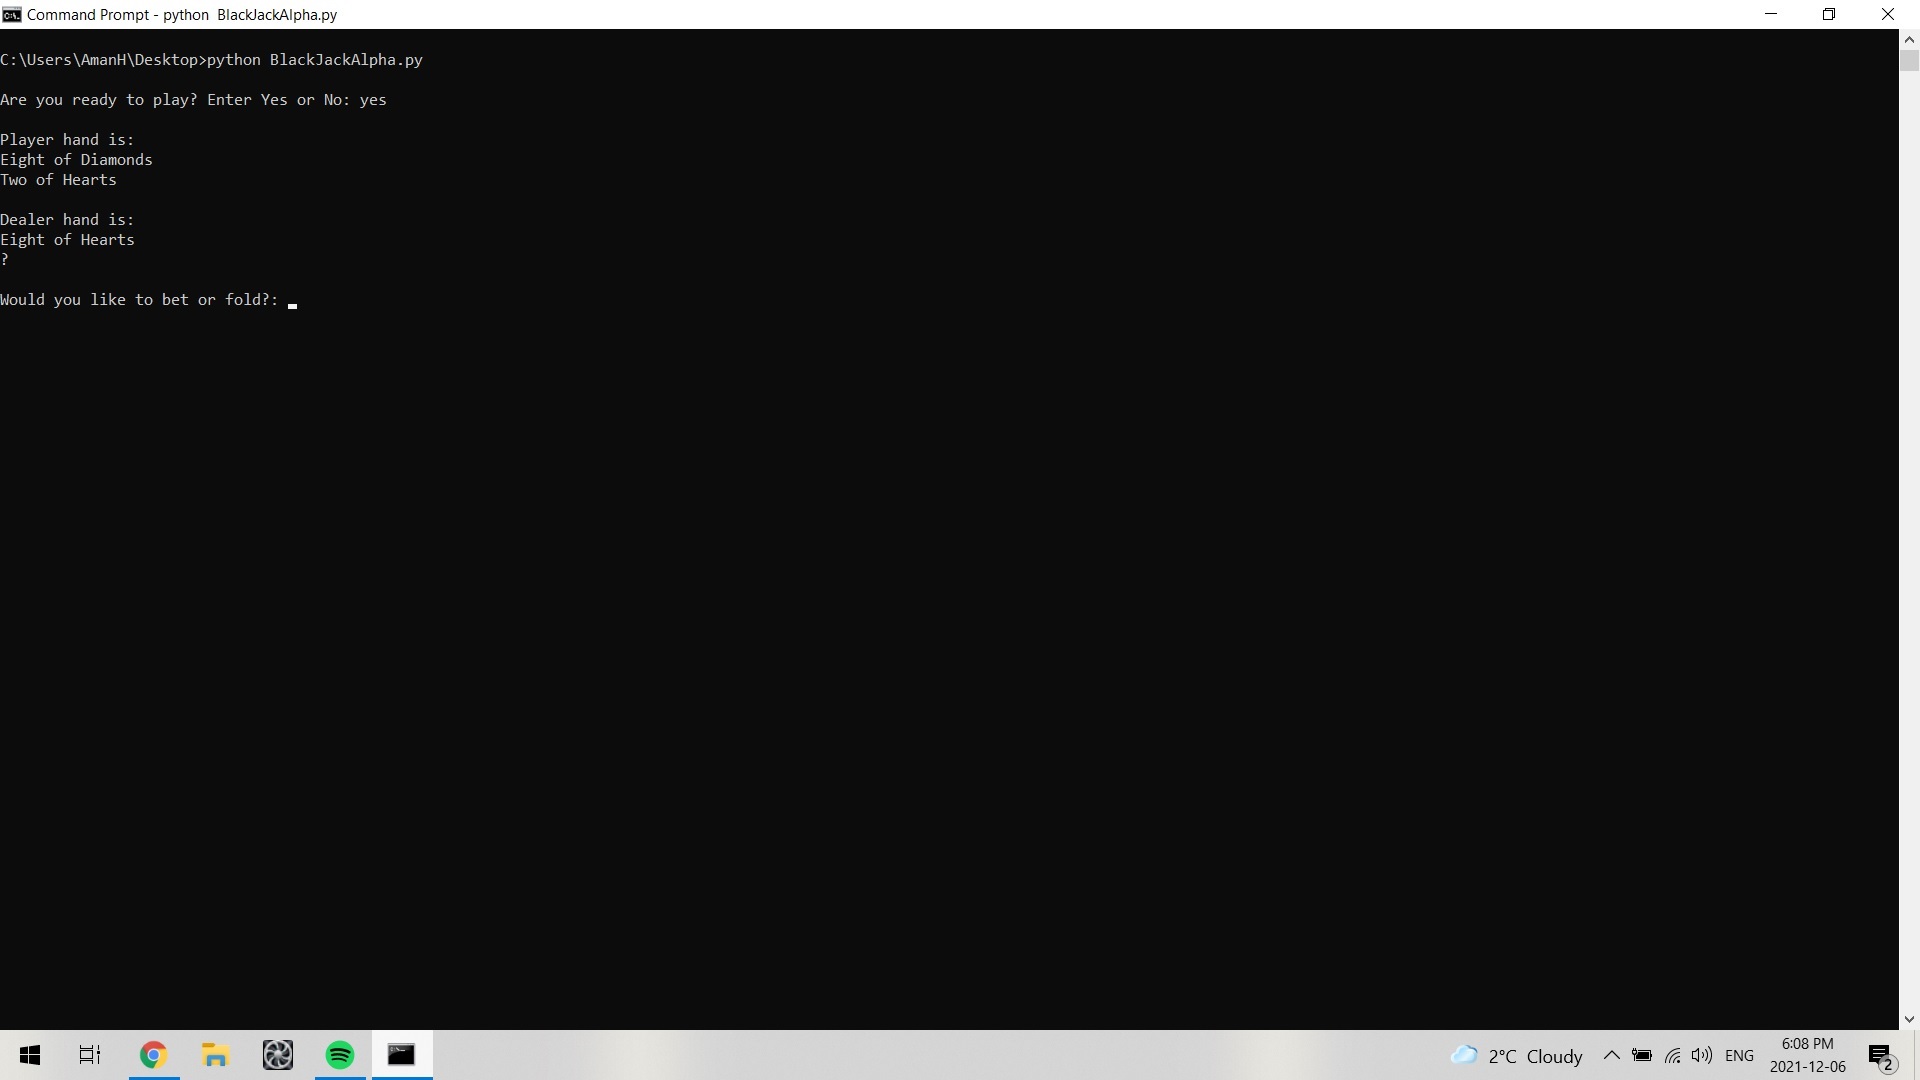 Command Prompt - python  BlackJackAlpha.py
C:\Users\AmanH\Desktop>python BlackJackAlpha.py
Are you ready to play? Enter Yes or No: yes
Player hand is:
Eight of Diamonds
Two of Hearts
Dealer hand is:
Eight of Hearts
?
Would you like to bet or fold?:
2°C Cloudy
ENG
6:08 PM
2021-12-06
2